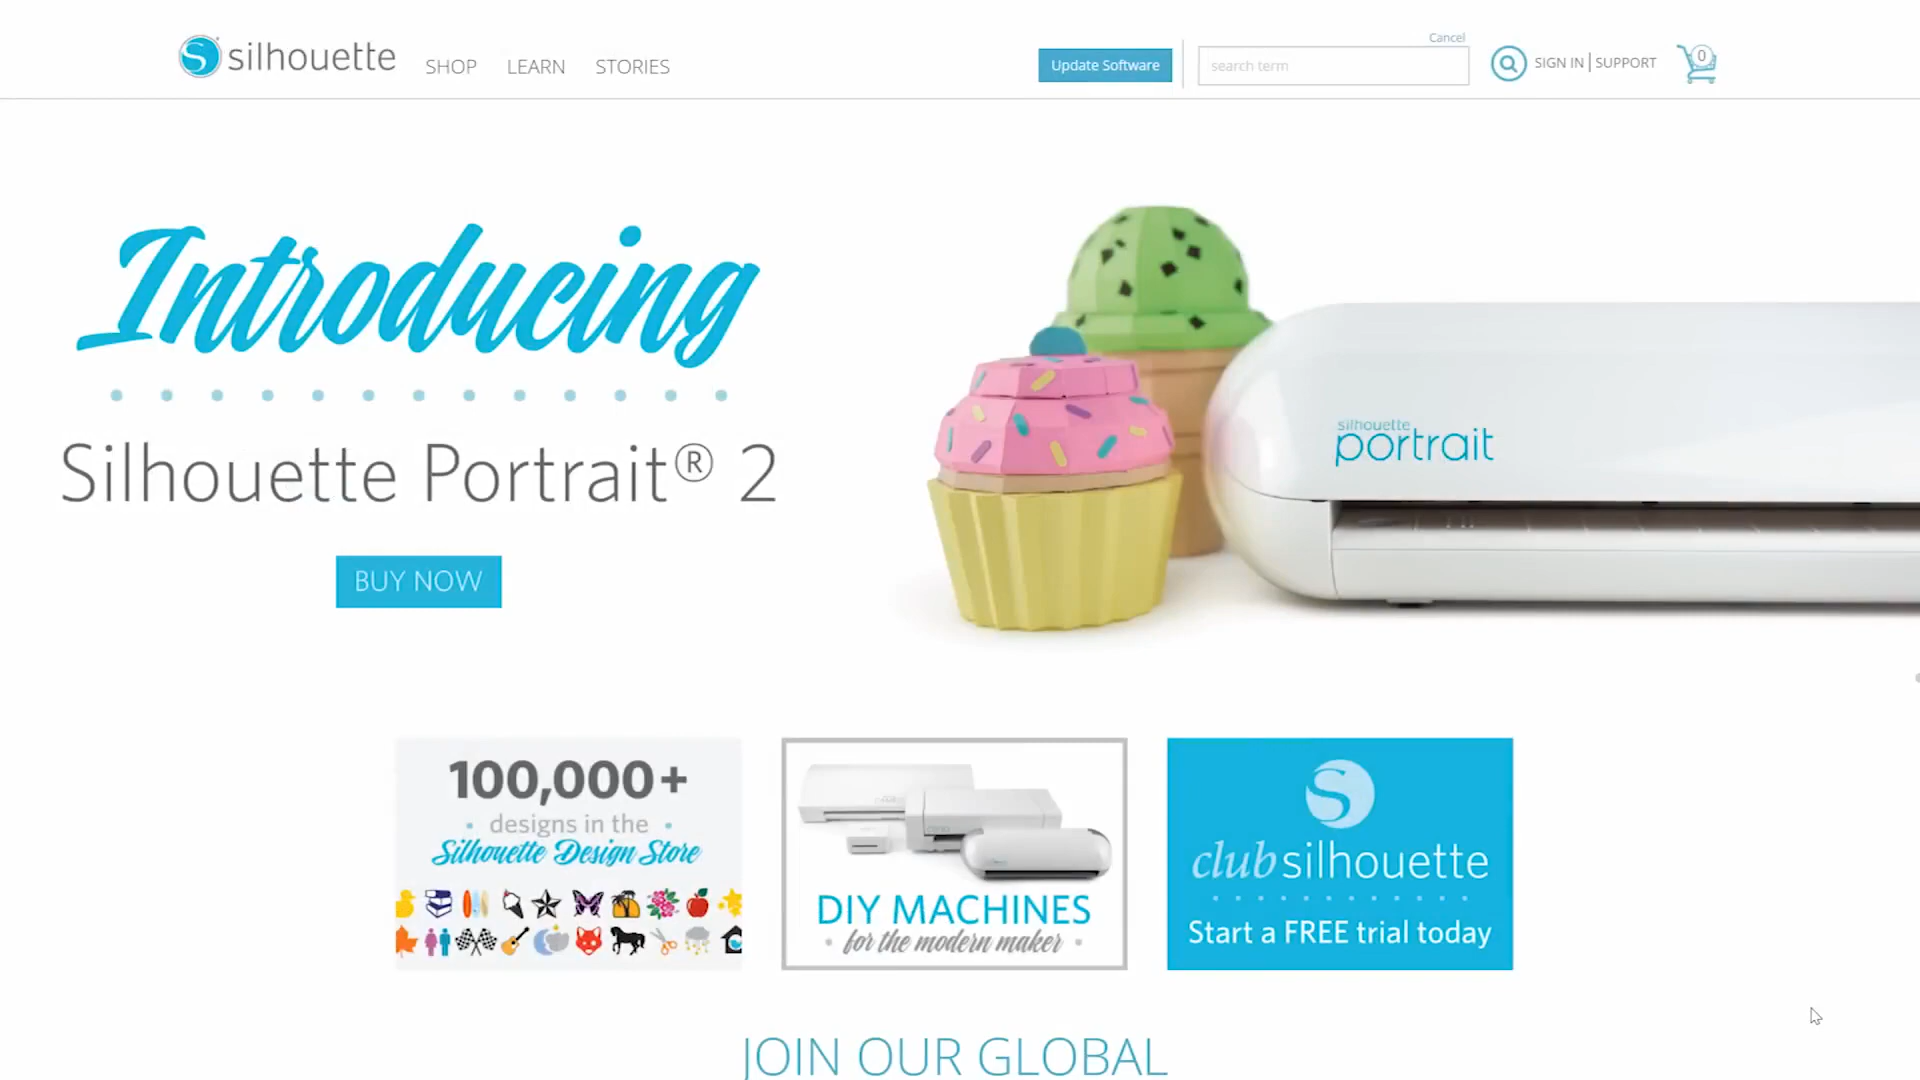 silhouette
SHOP LEARN STORIES
Update Software
Cancel
search term
SIGN IN | SUPPORT
0
Introducing
Silhouette Portrait® 2
BUY NOW
silhouette
portrait
100,000+
designs in the
Silhouette Design Store
DIY MACHINES
for the modern maker
club silhouette
Start a FREE trial today
JOIN OUR GLOBAL